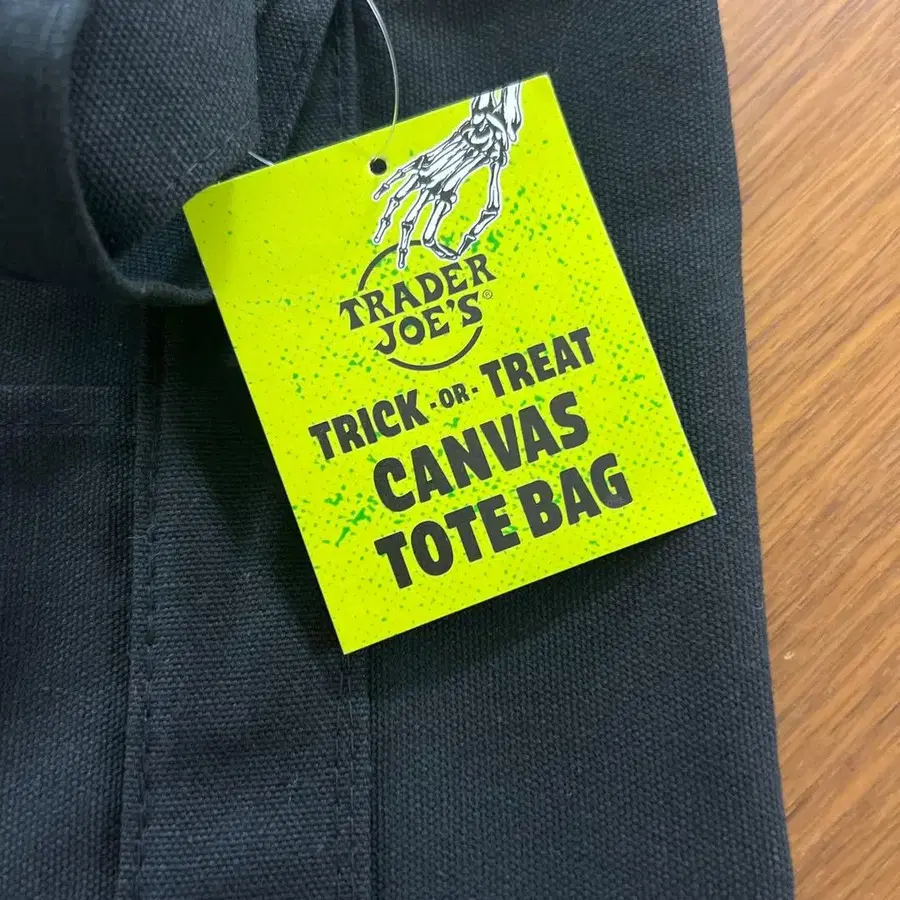 TRADER
JOE'S®
TRICK-OR-TREAT
CANVAS
TOTE BAG